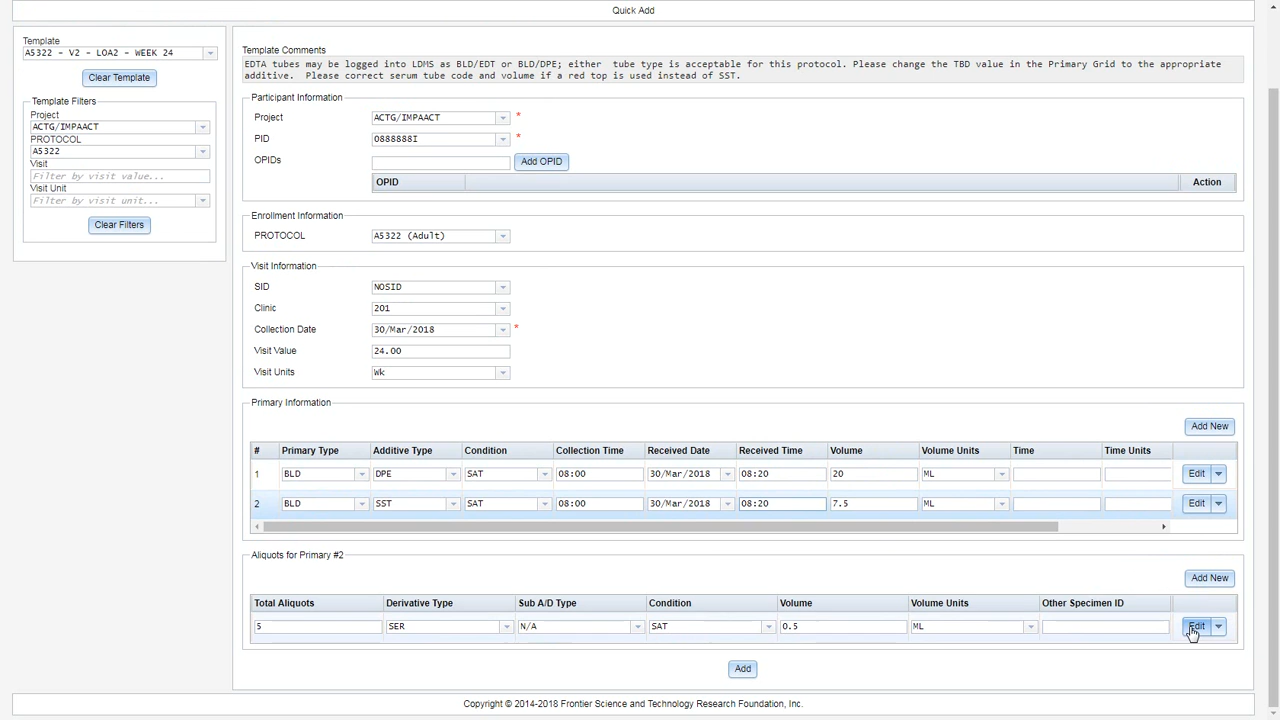 Quick Add
Template
A5322 - V2 - LOA2 - WEEK 24
Clear Template
Template Filters
Project
ACTG/IMPAACT
PROTOCOL
A5322
Visit
Filter by visit value...
Visit Unit
Filter by visit unit...
Clear Filters
Template Comments
EDTA tubes may be logged into LDMS as BLD/EDT or BLD/DPE; either tube type is acceptable for this protocol. Please change the TBD value in the Primary Grid to the appropriate
additive. Please correct serum tube code and volume if a red top is used instead of SST.
Participant Information
Project ACTG/IMPAACT *
PID 0888888I *
OPIDs Add OPID
OPID Action
Enrollment Information
PROTOCOL A5322 (Adult)
Visit Information
SID NOSID
Clinic 201
Collection Date 30/Mar/2018 *
Visit Value 24.00
Visit Units Wk
Primary Information
Add New
# Primary Type Additive Type Condition Collection Time Received Date Received Time Volume Volume Units Time Time Units
1 BLD DPE SAT 08:00 30/Mar/2018 08:20 20 ML Edit
2 BLD SST SAT 08:00 30/Mar/2018 08:20 7.5 ML Edit
Aliquots for Primary #2
Add New
Total Aliquots Derivative Type Sub A/D Type Condition Volume Volume Units Other Specimen ID
5 SER N/A SAT 0.5 ML Edit
Add
Copyright © 2014-2018 Frontier Science and Technology Research Foundation, Inc.